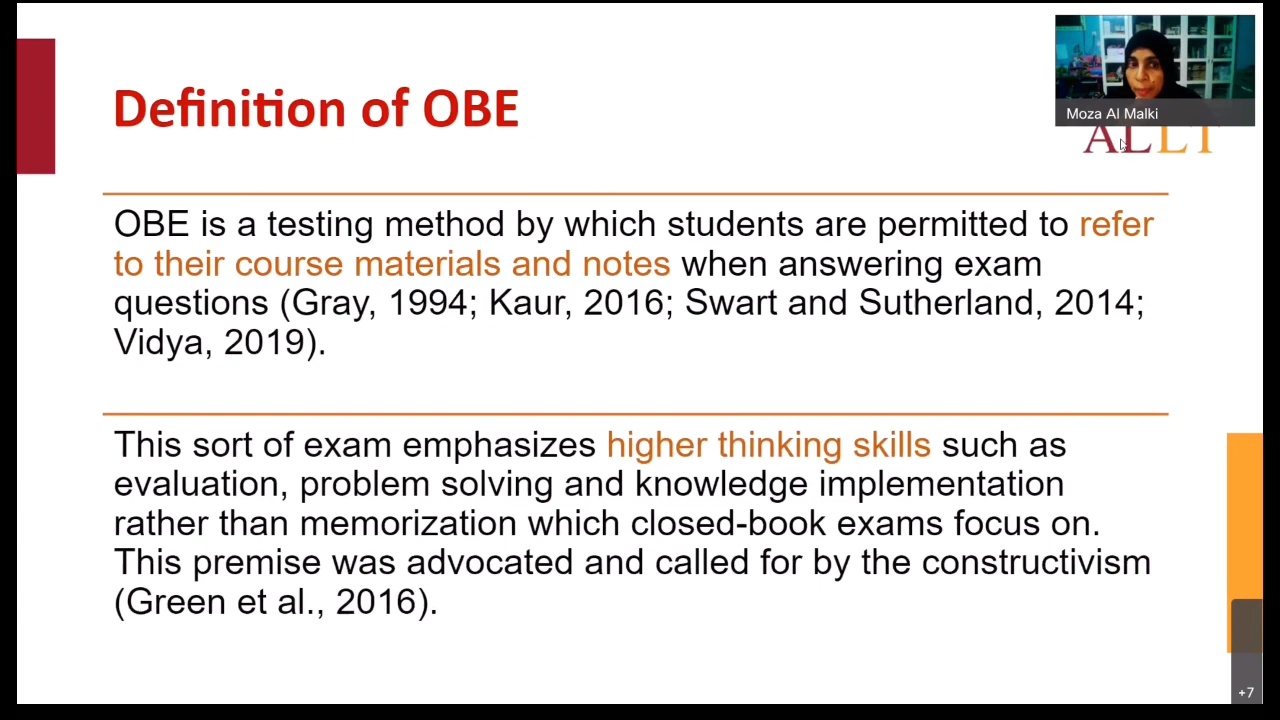 Definition of OBE
Moza Al Malki
ALLT
OBE is a testing method by which students are permitted to refer
to their course materials and notes when answering exam
questions (Gray, 1994; Kaur, 2016; Swart and Sutherland, 2014;
Vidya, 2019).
This sort of exam emphasizes higher thinking skills such as
evaluation, problem solving and knowledge implementation
rather than memorization which closed-book exams focus on.
This premise was advocated and called for by the constructivism
(Green et al., 2016).
+7